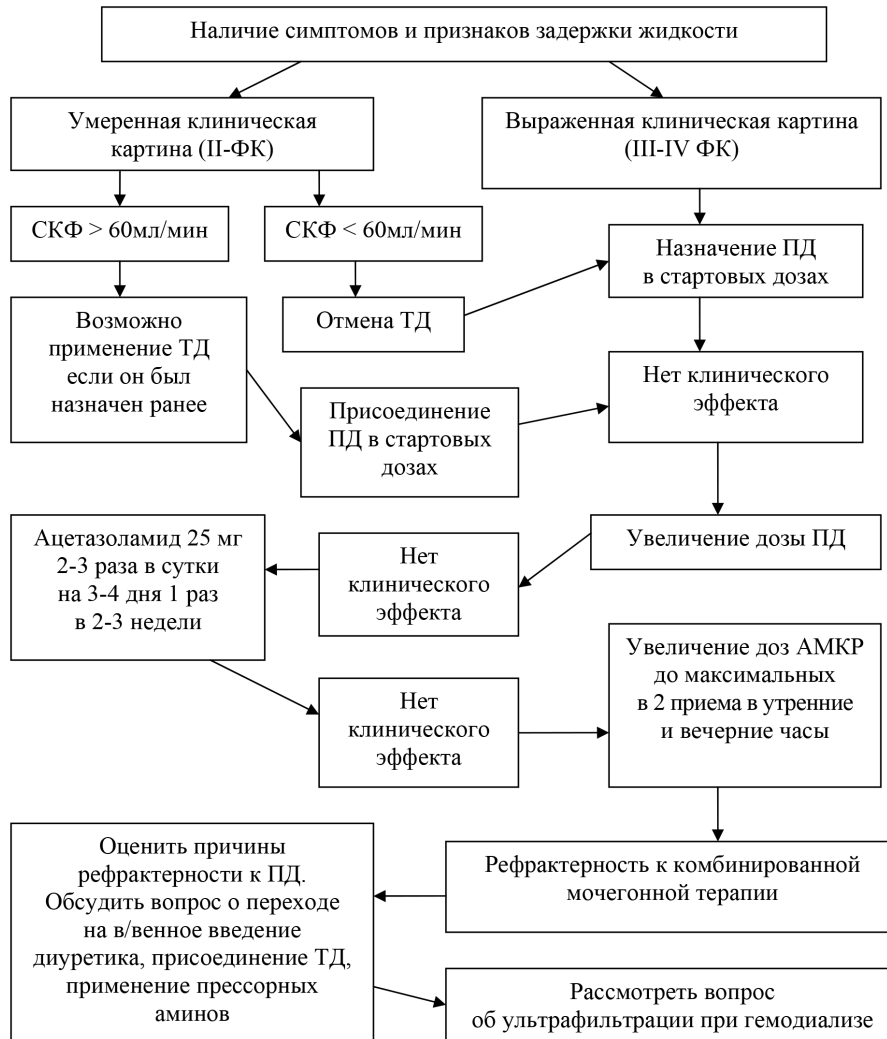 Наличие симптомов и признаков задержки жидкости
Умеренная клиническая
картина (II-ФК)
Выраженная клиническая картина
(III-IV ФК)
СКФ > 60мл/мин
СКФ < 60мл/мин
Назначение ПД
в стартовых дозах
Возможно
применение ТД
если он был
назначен ранее
Отмена ТД
Присоединение
ПД в стартовых
дозах
Нет клинического
эффекта
Увеличение дозы ПД
Нет
клинического
эффекта
Ацетазоламид 25 мг
2-3 раза в сутки
на 3-4 дня 1 раз
в 2-3 недели
Нет
клинического
эффекта
Увеличение доз АМКР
до максимальных
в 2 приема в утренние
и вечерние часы
Рефрактерность к комбинированной
мочегонной терапии
Оценить причины
рефрактерности к ПД.
Обсудить вопрос о переходе
на в/венное введение
диуретика, присоединение ТД,
применение прессорных
аминов
Рассмотреть вопрос
об ультрафильтрации при гемодиализе